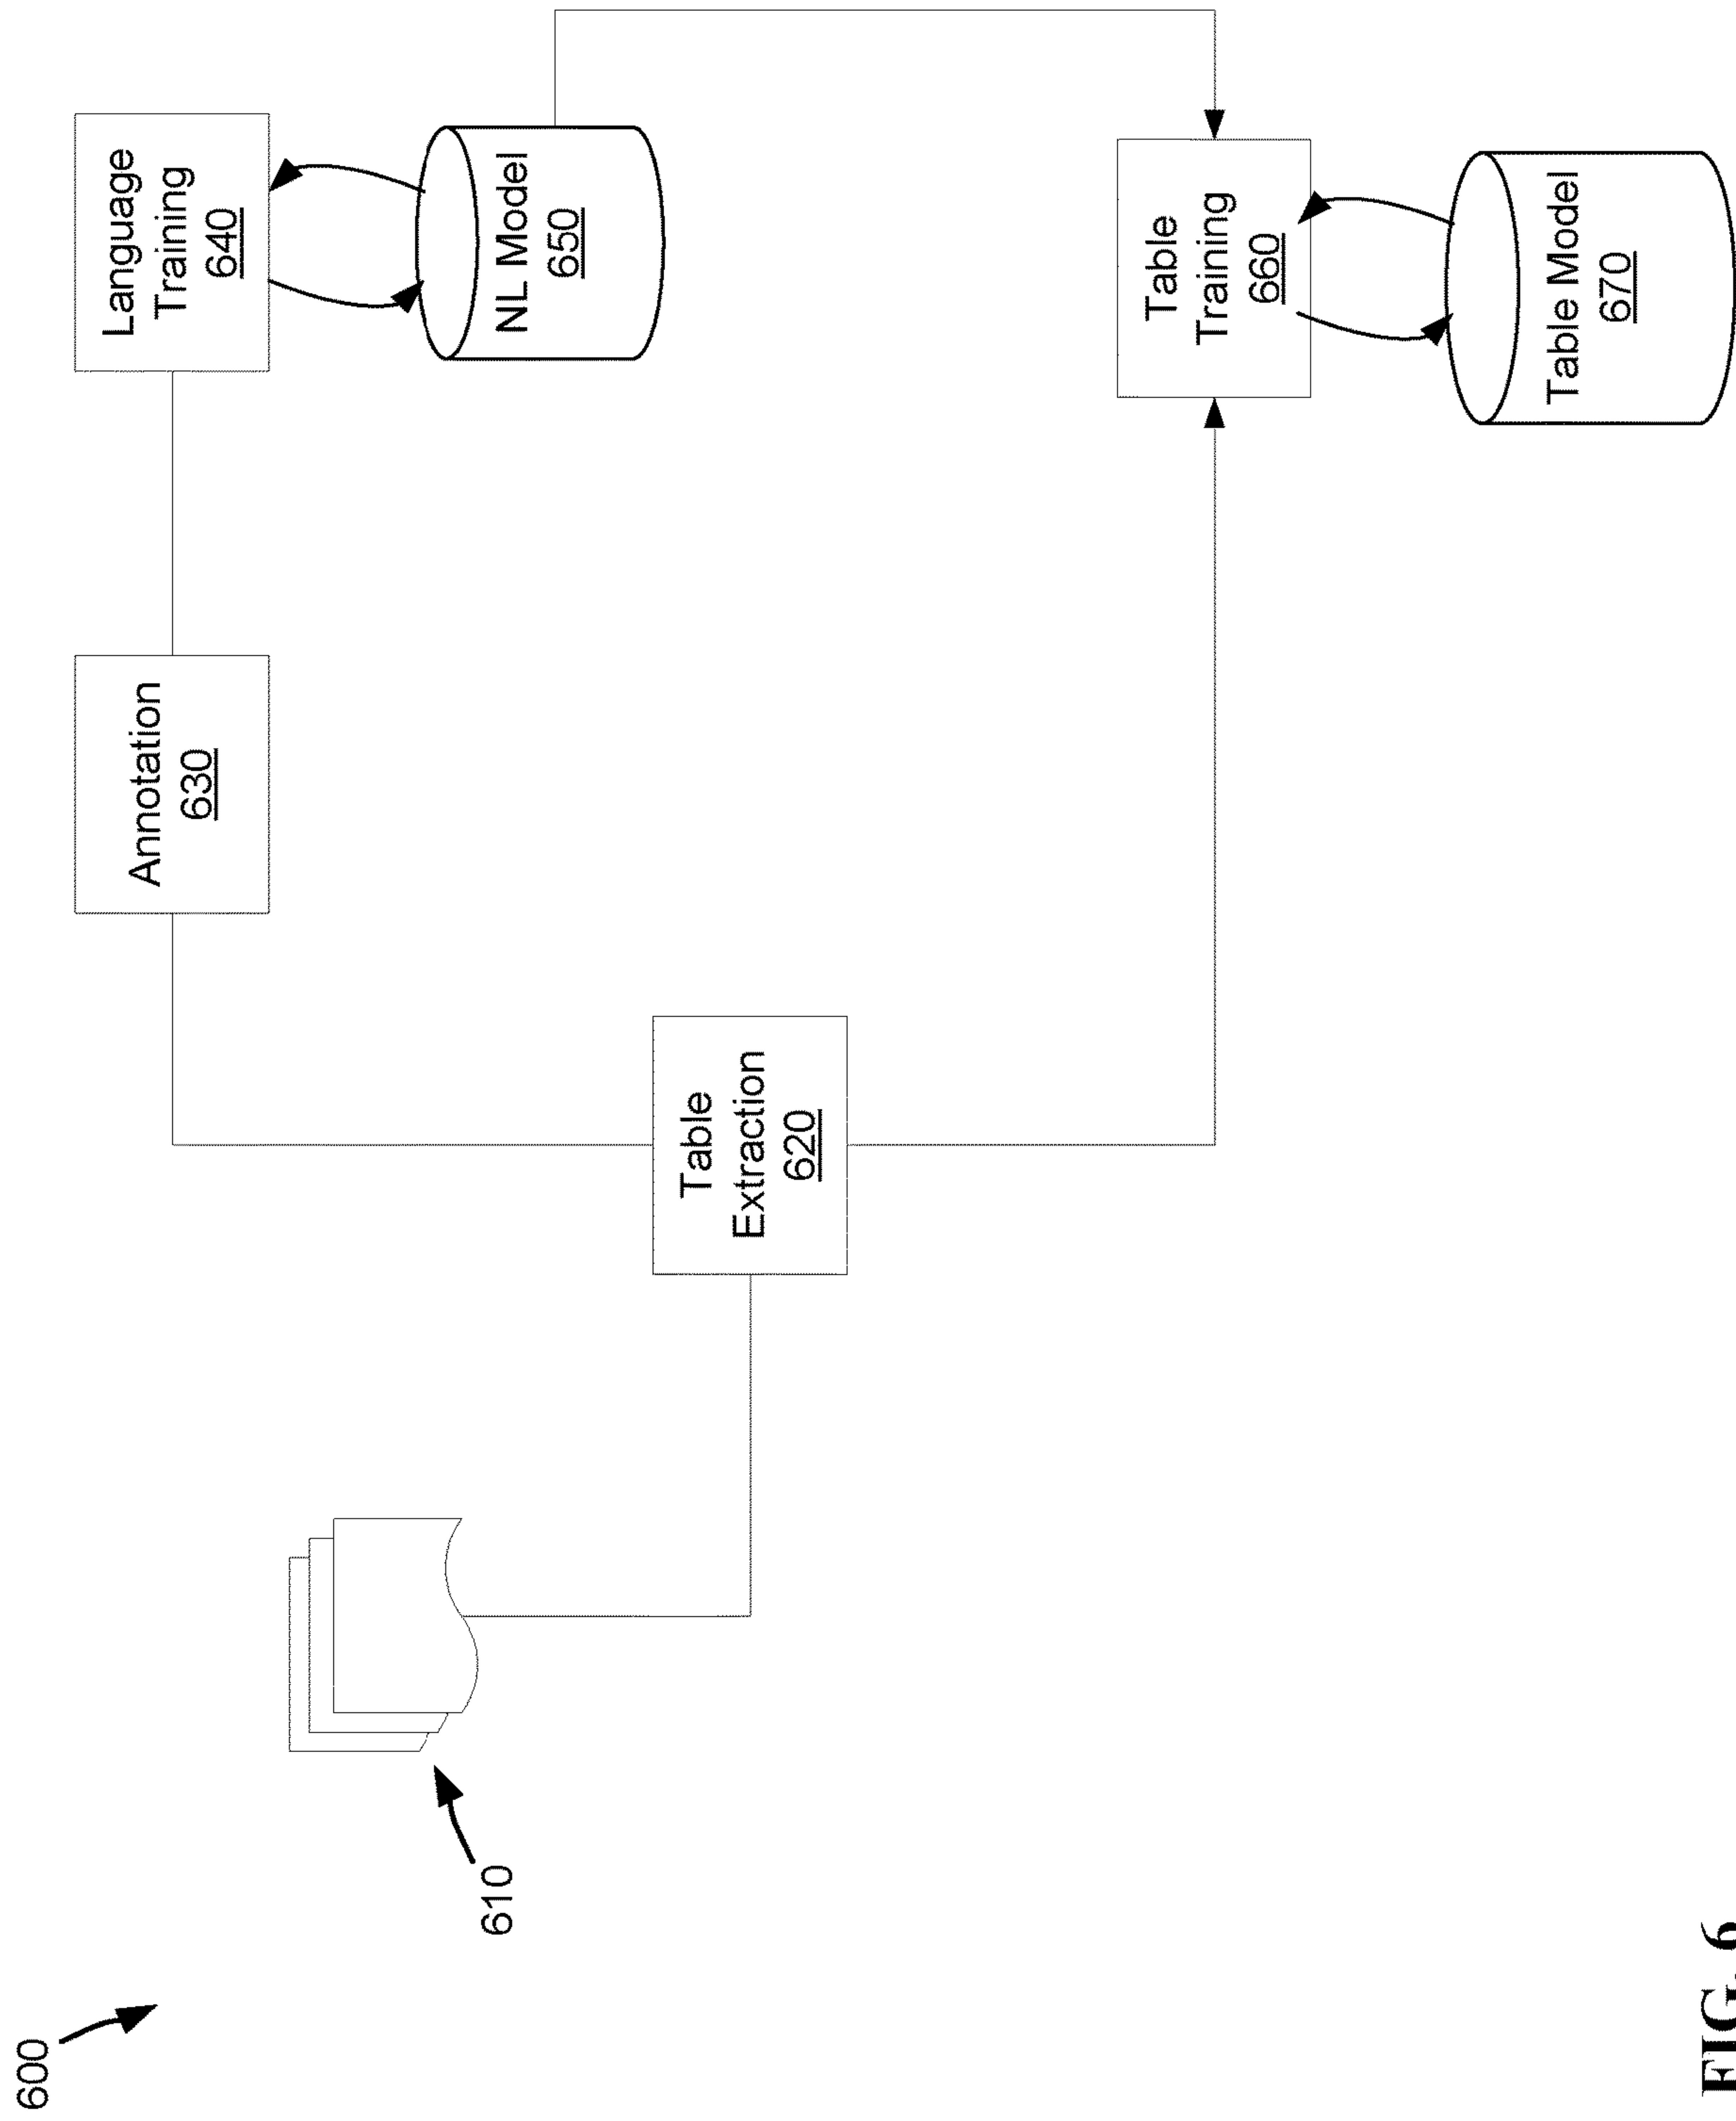 600
610
Table
Extraction
620
Annotation
630
Language
Training
640
NL Model
650
Table
Training
660
Table Model
670
FIG. 6